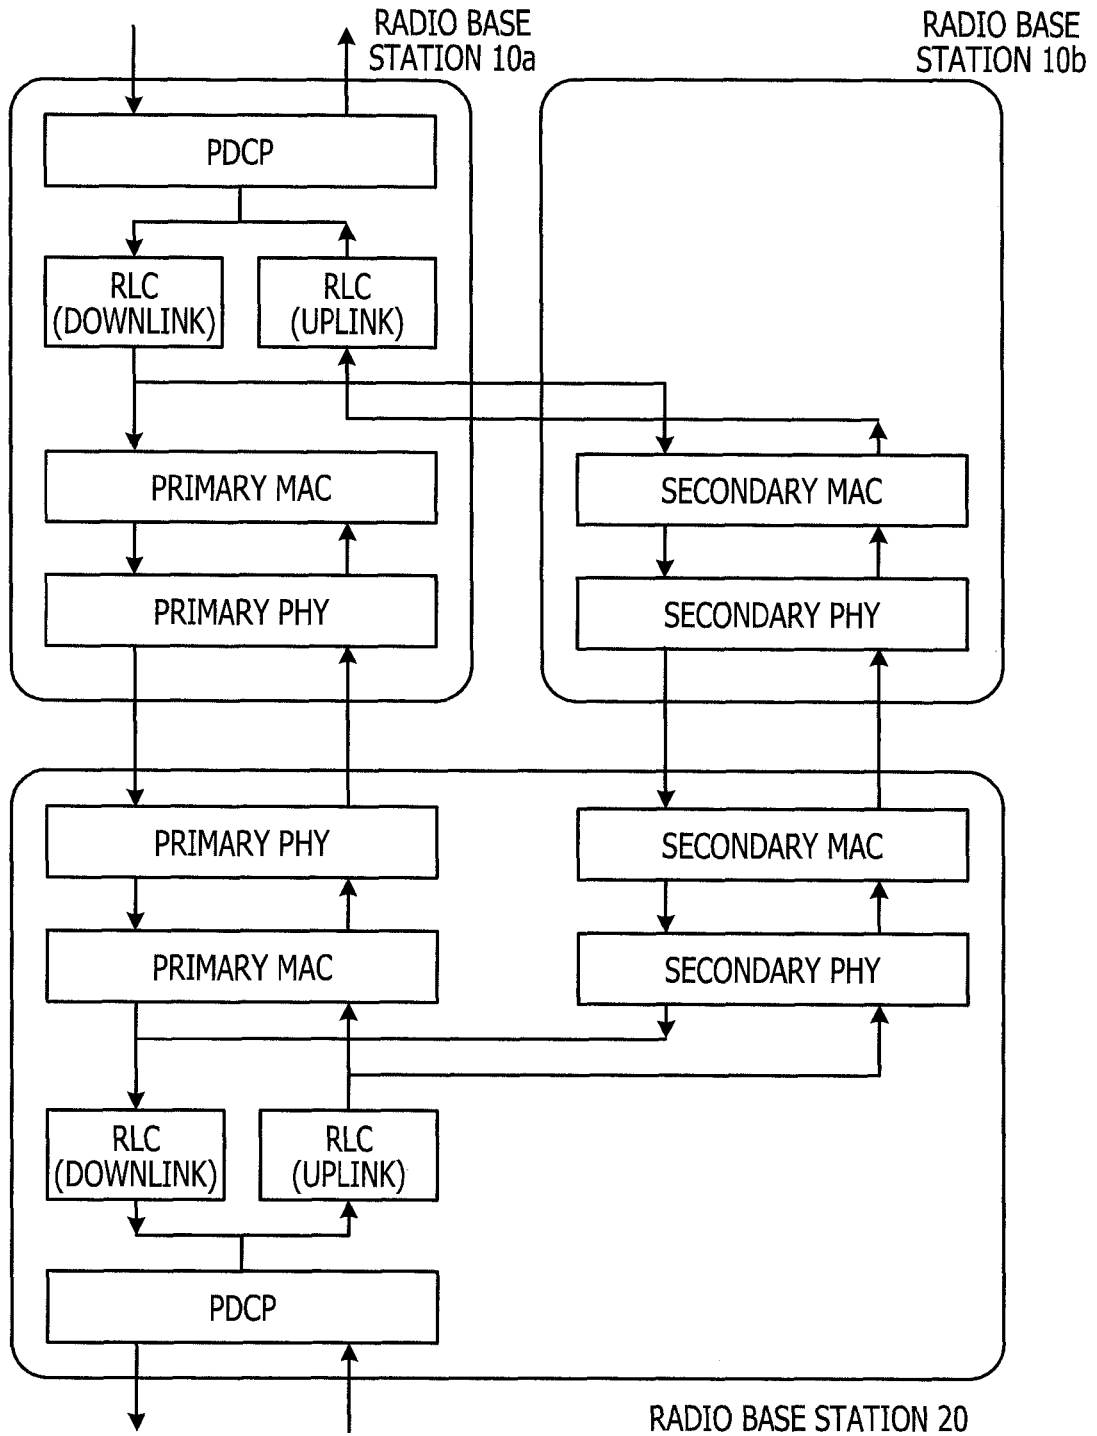 RADIO BASE
STATION 10a
RADIO BASE
STATION 10b
PDCP
RLC
(DOWNLINK)
RLC
(UPLINK)
PRIMARY MAC
SECONDARY MAC
PRIMARY PHY
SECONDARY PHY
PRIMARY PHY
SECONDARY MAC
PRIMARY MAC
SECONDARY PHY
RLC
(DOWNLINK)
RLC
(UPLINK)
PDCP
RADIO BASE STATION 20